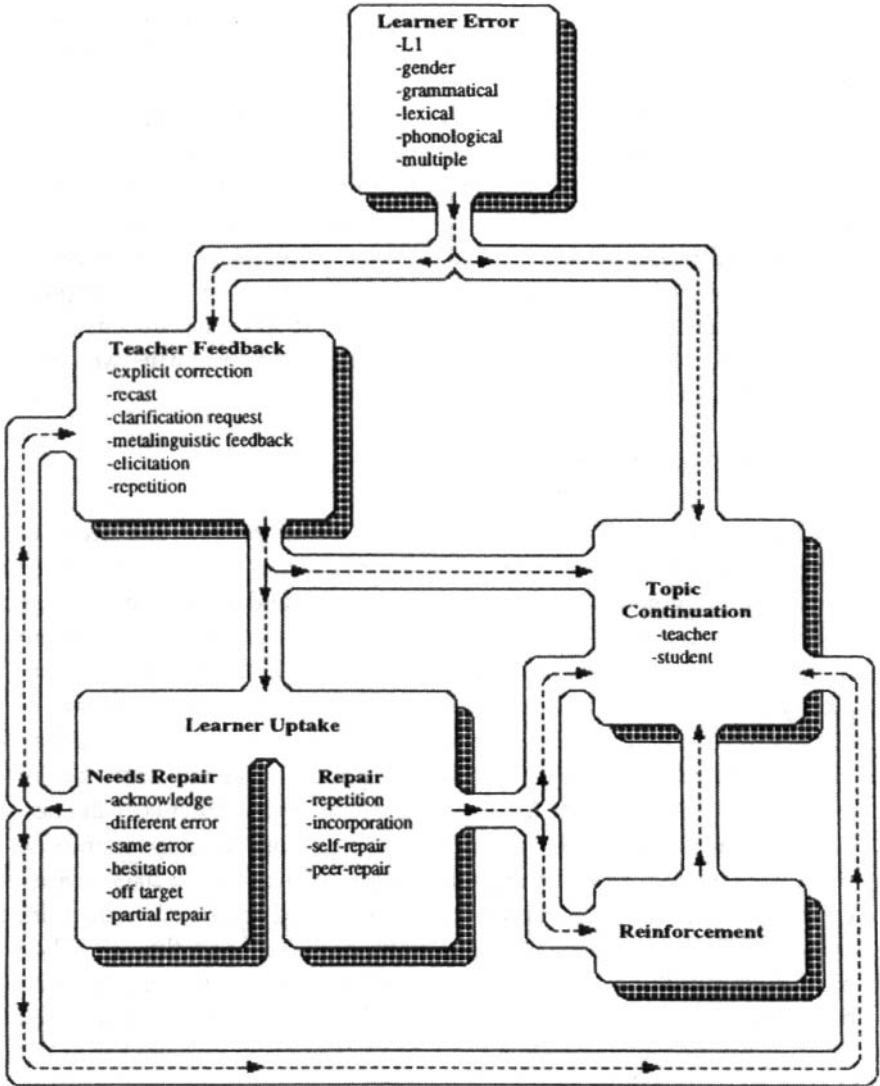 Learner Error
-L1
-gender
-grammatical
-lexical
-phonological
-multiple
Teacher Feedback
-explicit correction
-recast
-clarification request
-metalinguistic feedback
-elicitation
-repetition
Topic
Continuation
-teacher
-student
Learner Uptake
Needs Repair
-acknowledge
-different error
-same error
-hesitation
-off target
-partial repair
Repair
-repetition
-incorporation
-self-repair
-peer-repair
Reinforcement